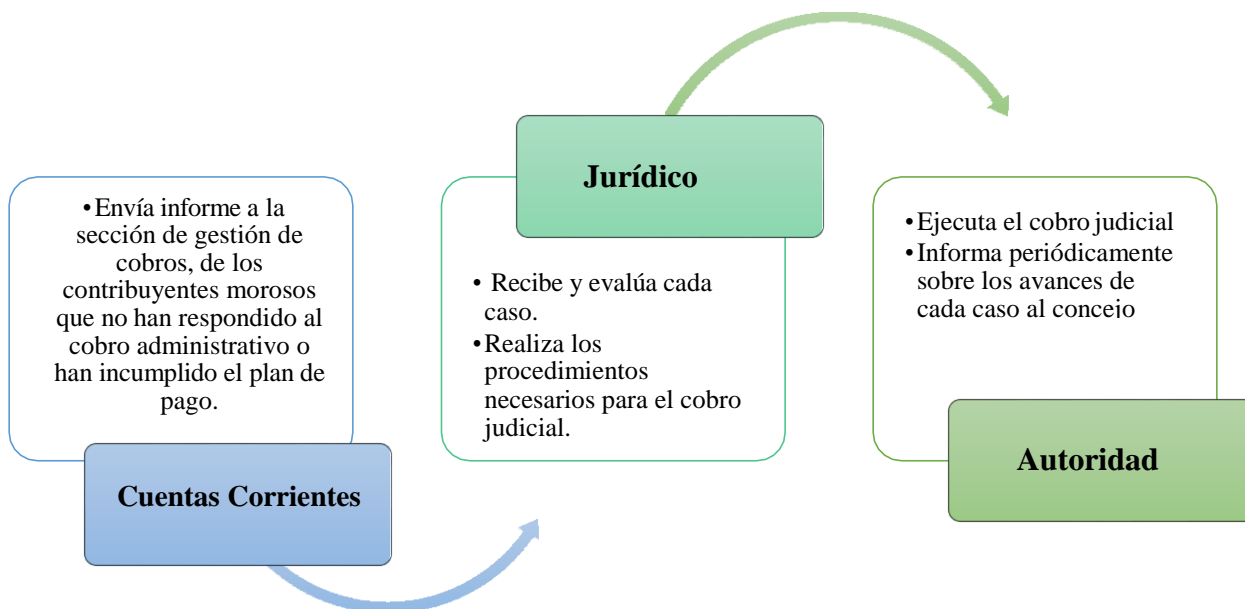 •Envía informe a la
sección de gestión de
cobros, de los
contribuyentes morosos
que no han respondido al
cobro administrativo o
han incumplido el plan de
pago.
Cuentas Corrientes
Jurídico
• Recibe y evalúa cada
caso.
•Realiza los
procedimientos
necesarios para el cobro
judicial.
•Ejecuta el cobro judicial
•Informa periódicamente
sobre los avances de
cada caso al concejo
Autoridad